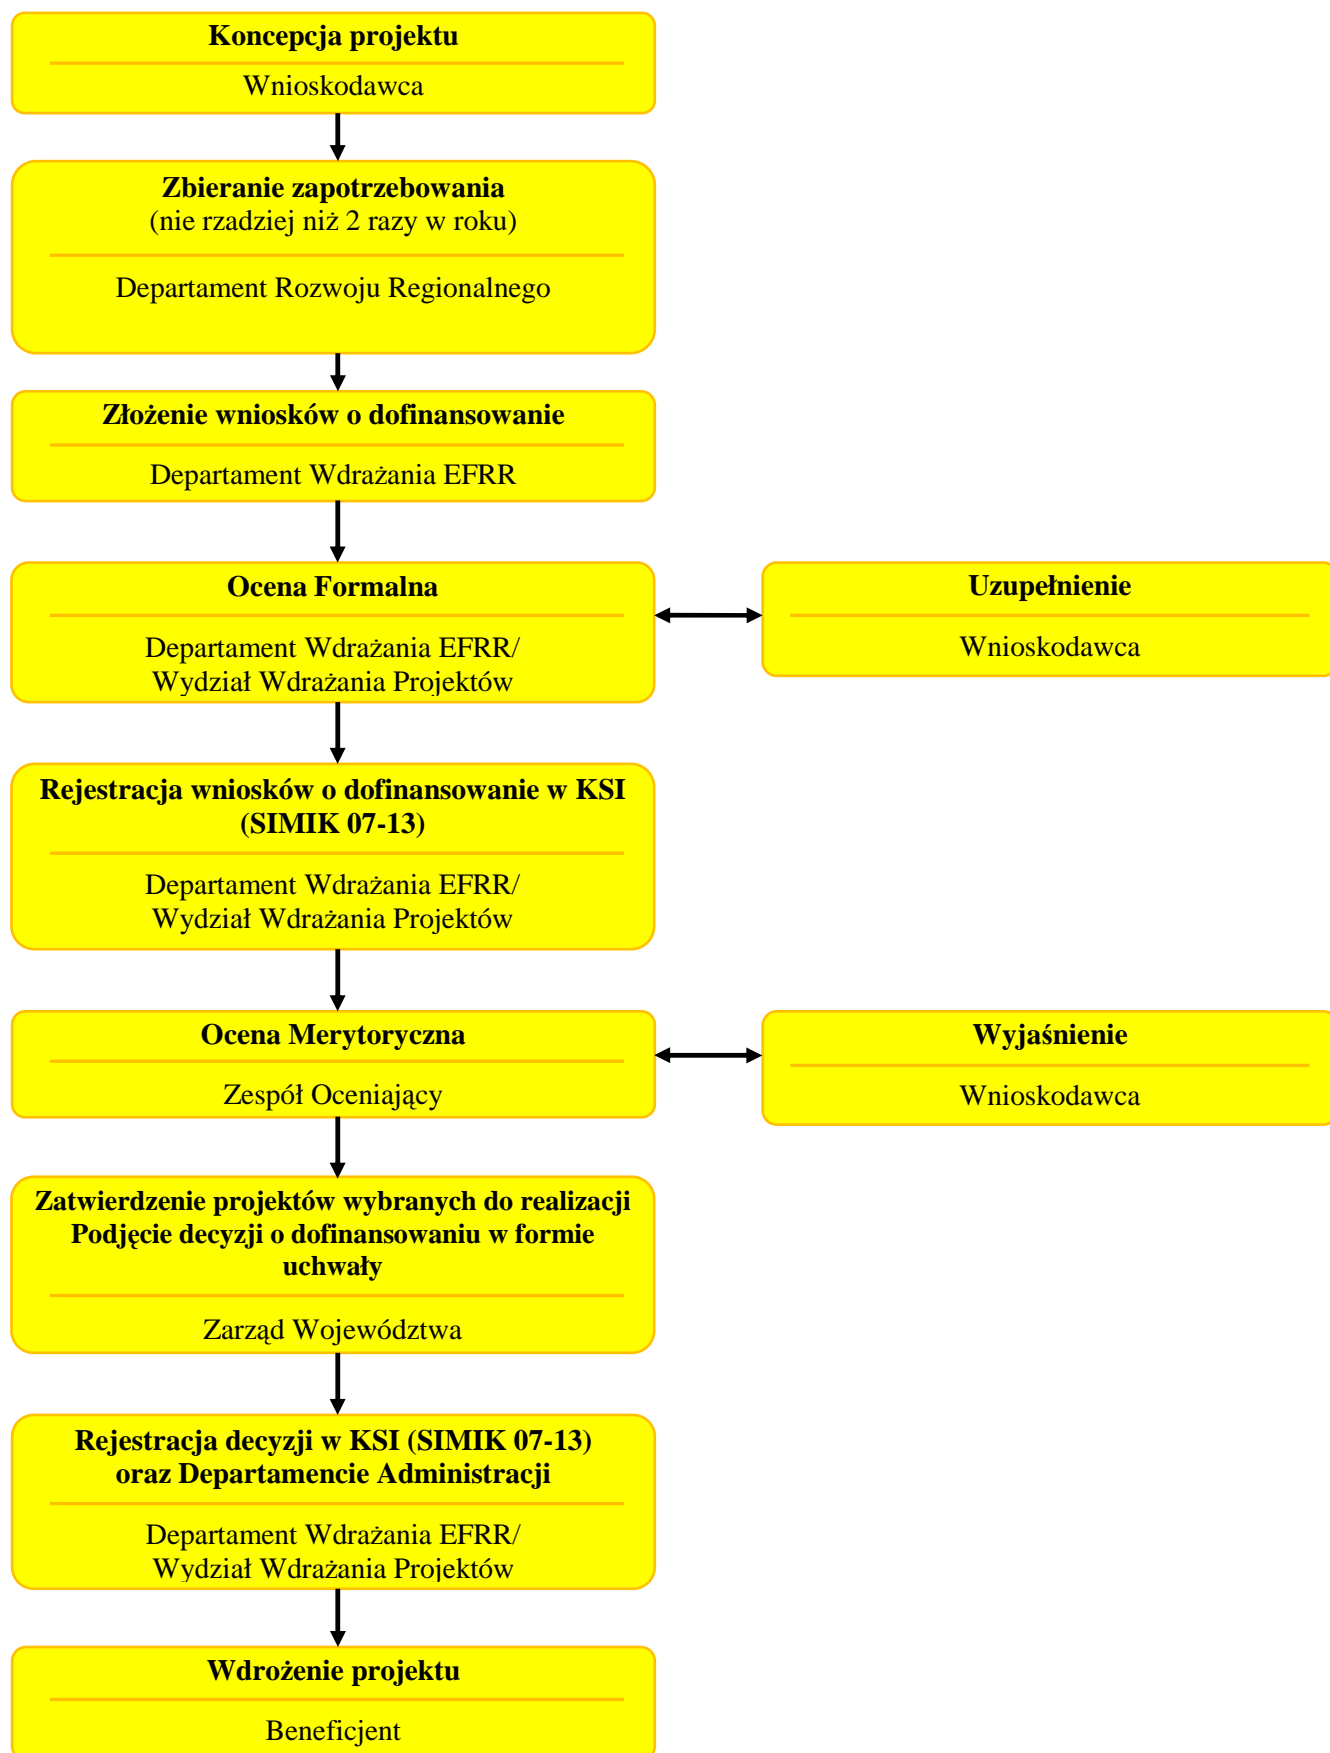 Koncepcja projektu
Wnioskodawca
Zbieranie zapotrzebowania
(nie rzadziej niż 2 razy w roku)
Departament Rozwoju Regionalnego
Złożenie wniosków o dofinansowanie
Departament Wdrażania EFRR
Ocena Formalna
Departament Wdrażania EFRR/
Wydział Wdrażania Projektów
Uzupełnienie
Wnioskodawca
Rejestracja wniosków o dofinansowanie w KSI
(SIMIK 07-13)
Departament Wdrażania EFRR/
Wydział Wdrażania Projektów
Ocena Merytoryczna
Zespół Oceniający
Wyjaśnienie
Wnioskodawca
Zatwierdzenie projektów wybranych do realizacji
Podjęcie decyzji o dofinansowaniu w formie
uchwały
Zarząd Województwa
Rejestracja decyzji w KSI (SIMIK 07-13)
oraz Departamencie Administracji
Departament Wdrażania EFRR/
Wydział Wdrażania Projektów
Wdrożenie projektu
Beneficjent